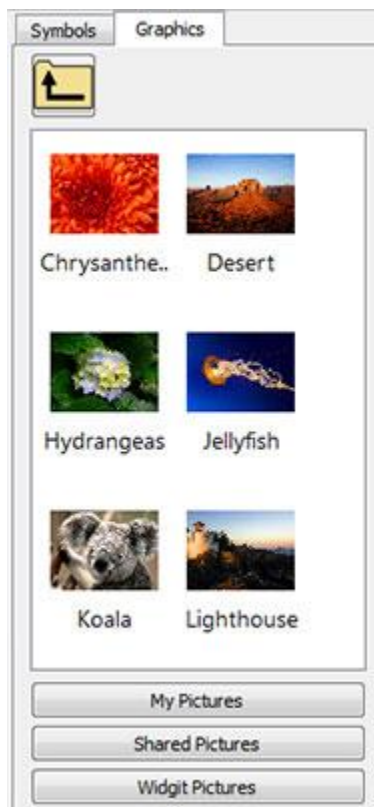 Symbols Graphics
Chrysanthe.. Desert
Hydrangeas Jellyfish
Koala Lighthouse
My Pictures
Shared Pictures
Widgit Pictures